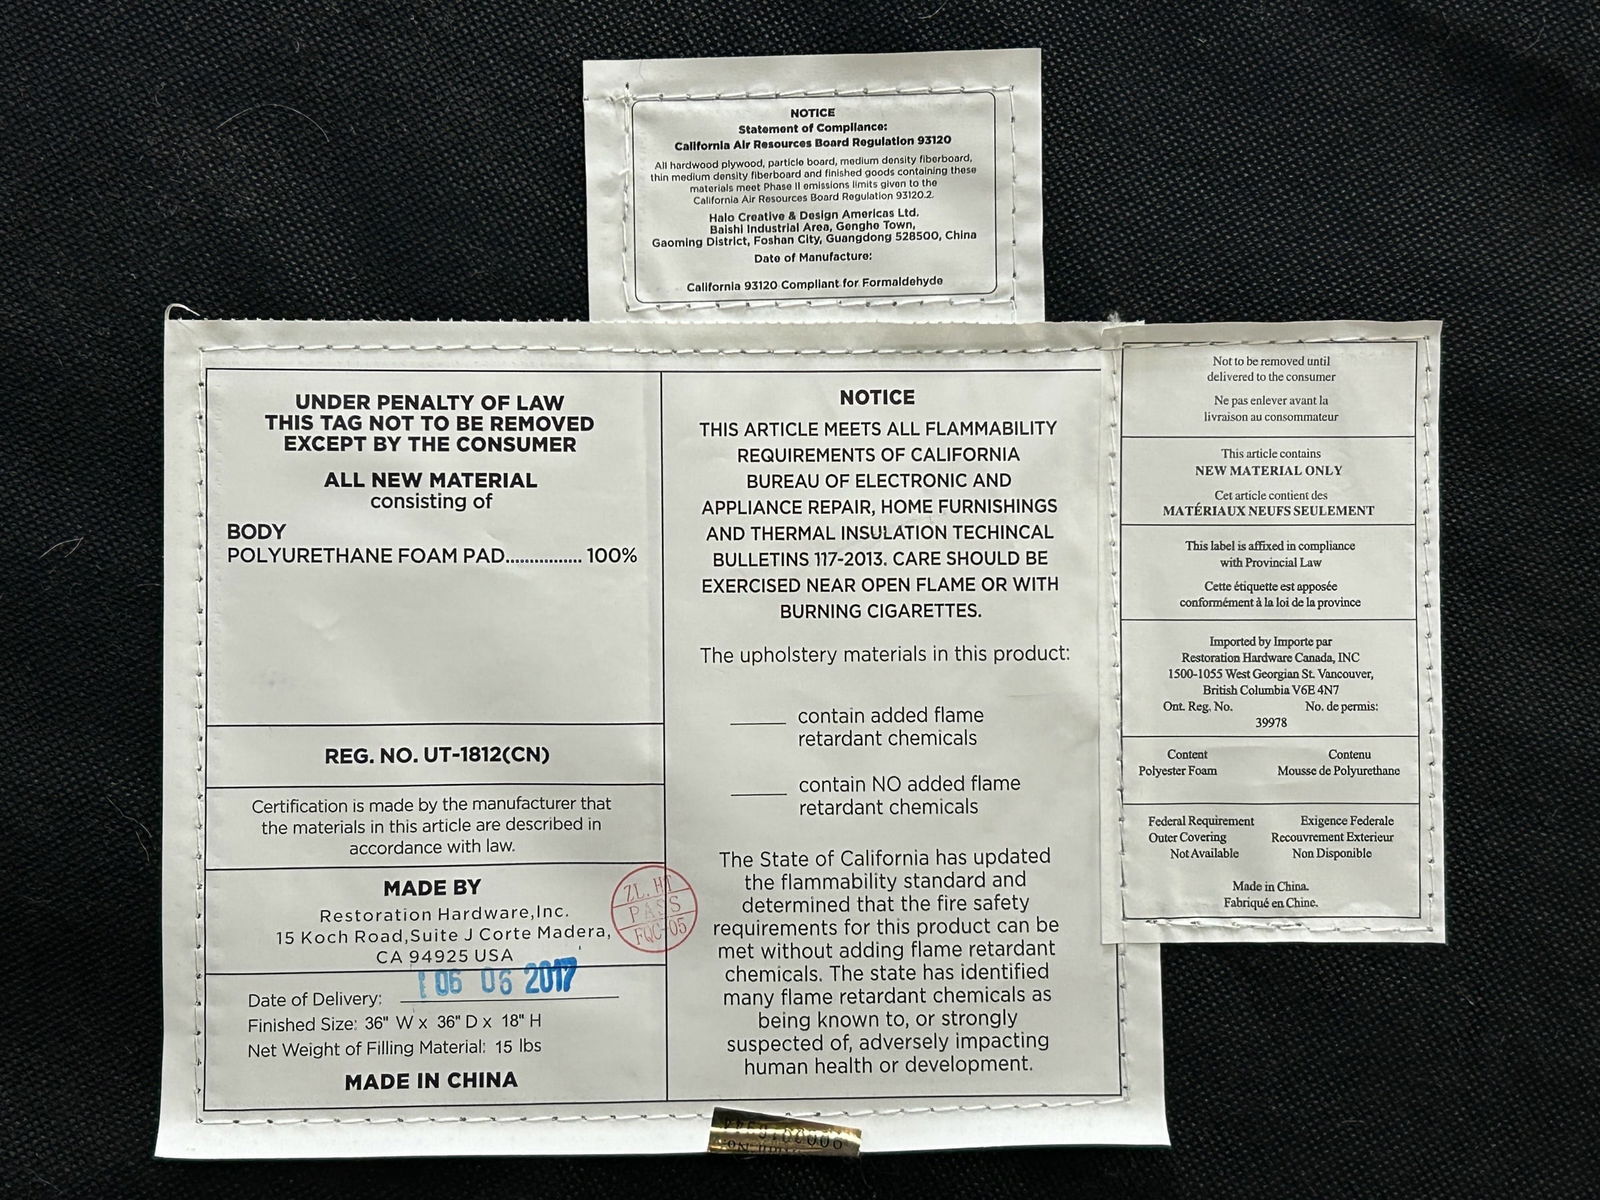 NOTICE
Statement of Compliance:
California Air Resources Board Regulation 93120
All hardwood plywood, particle board, medium density fiberboard,
thin medium density fiberboard and finished goods containing these
materials meet Phase II emissions limits given to the
California Air Resources Board Regulation 93120.2.
Halo Creative & Design Americas Ltd.
Baishi Industrial Area, Genghe Town,
Gaoming District, Foshan City, Guangdong 528500, China
Date of Manufacture:
California 93120 Compliant for Formaldehyde
UNDER PENALTY OF LAW
THIS TAG NOT TO BE REMOVED
EXCEPT BY THE CONSUMER
ALL NEW MATERIAL
consisting of
BODY
POLYURETHANE FOAM PAD................ 100%
REG. NO. UT-1812(CN)
Certification is made by the manufacturer that
the materials in this article are described in
accordance with law.
MADE BY
Restoration Hardware,Inc.
15 Koch Road,Suite J Corte Madera,
CA 94925 USA
Date of Delivery: 06 06 2017
Finished Size: 36" W x 36" D x 18" H
Net Weight of Filling Material: 15 lbs
MADE IN CHINA
ZL. HT
PASS
FQC 05
NOTICE
THIS ARTICLE MEETS ALL FLAMMABILITY
REQUIREMENTS OF CALIFORNIA
BUREAU OF ELECTRONIC AND
APPLIANCE REPAIR, HOME FURNISHINGS
AND THERMAL INSULATION TECHINCAL
BULLETINS 117-2013. CARE SHOULD BE
EXERCISED NEAR OPEN FLAME OR WITH
BURNING CIGARETTES.
The upholstery materials in this product:
_____ contain added flame
retardant chemicals
_____ contain NO added flame
retardant chemicals
The State of California has updated
the flammability standard and
determined that the fire safety
requirements for this product can be
met without adding flame retardant
chemicals. The state has identified
many flame retardant chemicals as
being known to, or strongly
suspected of, adversely impacting
human health or development.
Not to be removed until
delivered to the consumer
Ne pas enlever avant la
livraison au consommateur
This article contains
NEW MATERIAL ONLY
Cet article contient des
MATÉRIAUX NEUFS SEULEMENT
This label is affixed in compliance
with Provincial Law
Cette étiquette est apposée
conformément à la loi de la province
Imported by Importe par
Restoration Hardware Canada, INC
1500-1055 West Georgian St. Vancouver,
British Columbia V6E 4N7
Ont. Reg. No. No. de permis:
39978
Content Contenu
Polyester Foam Mousse de Polyurethane
Federal Requirement Exigence Federale
Outer Covering Recouvrement Exterieur
Not Available Non Disponible
Made in China.
Fabriqué en Chine.